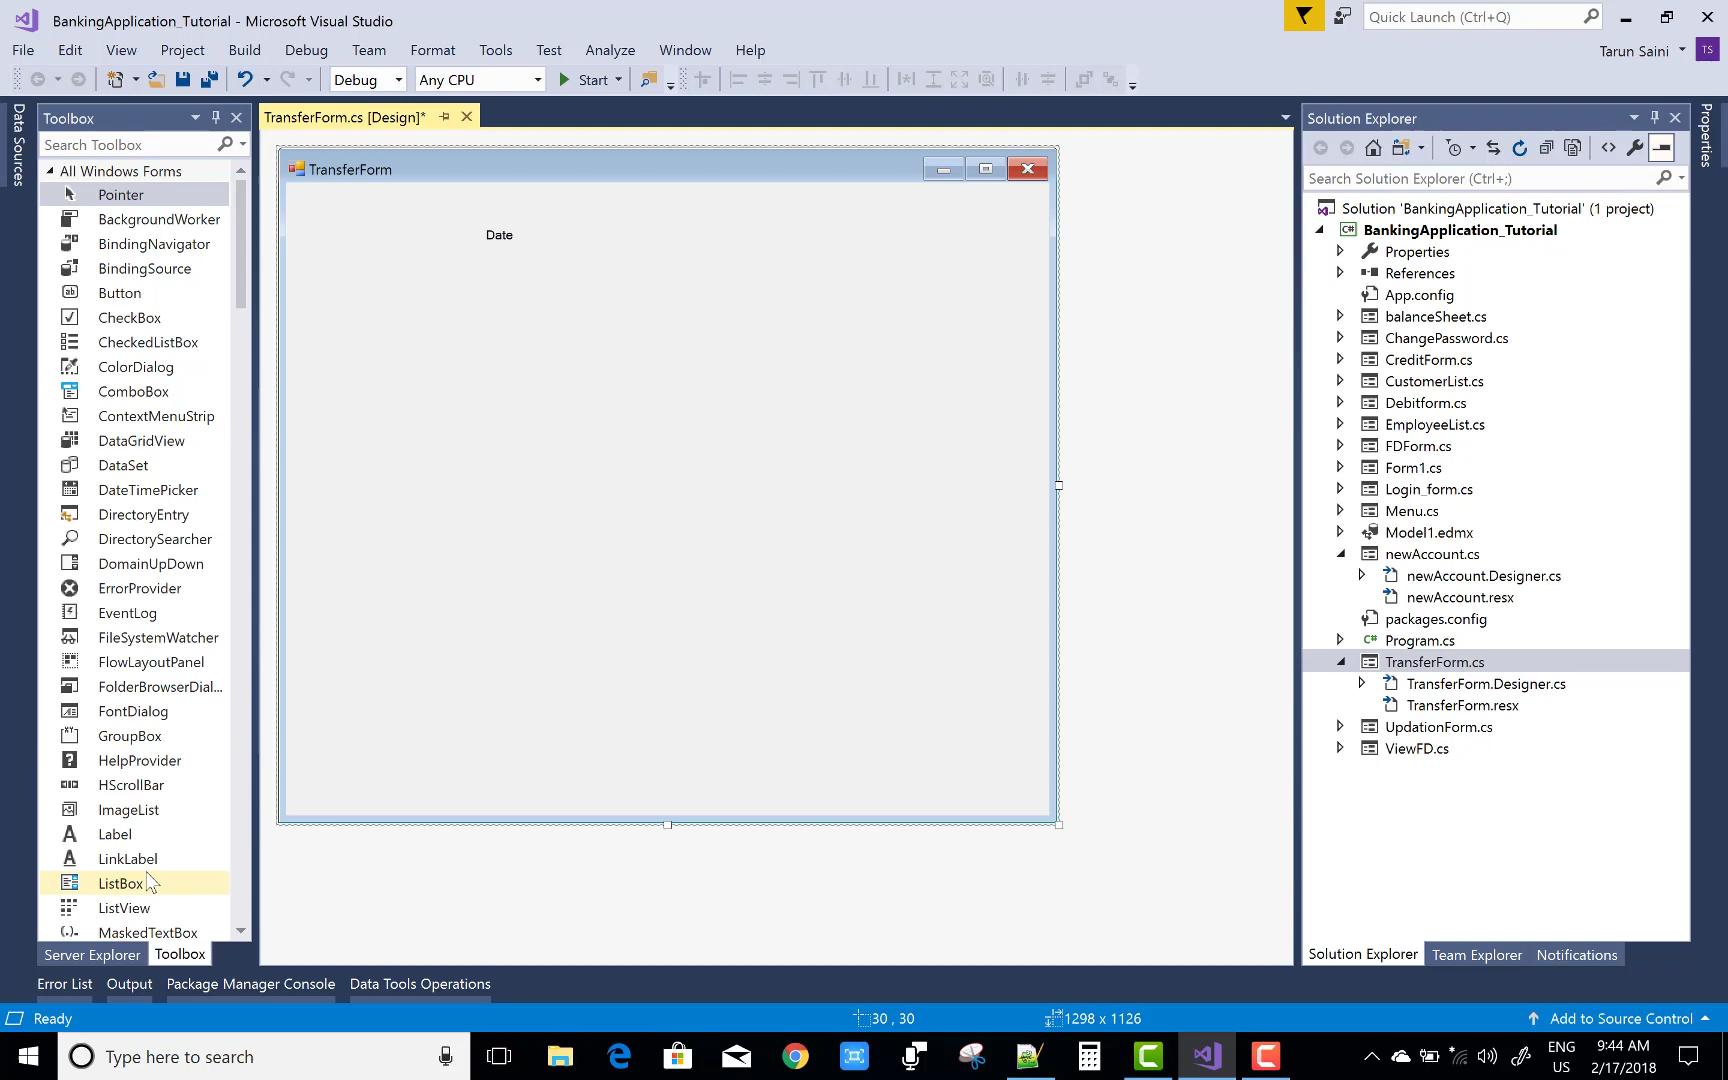 BankingApplication_Tutorial - Microsoft Visual Studio
Quick Launch (Ctrl+Q)
File Edit View Project Build Debug Team Format Tools Test Analyze Window Help
Tarun Saini TS
Debug Any CPU Start
Data Sources
Toolbox
Search Toolbox
All Windows Forms
Pointer
BackgroundWorker
BindingNavigator
BindingSource
Button
CheckBox
CheckedListBox
ColorDialog
ComboBox
ContextMenuStrip
DataGridView
DataSet
DateTimePicker
DirectoryEntry
DirectorySearcher
DomainUpDown
ErrorProvider
EventLog
FileSystemWatcher
FlowLayoutPanel
FolderBrowserDial...
FontDialog
GroupBox
HelpProvider
HScrollBar
ImageList
Label
LinkLabel
ListBox
ListView
MaskedTextBox
Server Explorer Toolbox
TransferForm.cs [Design]*
TransferForm
Date
Solution Explorer
Search Solution Explorer (Ctrl+;)
Solution 'BankingApplication_Tutorial' (1 project)
BankingApplication_Tutorial
Properties
References
App.config
balanceSheet.cs
ChangePassword.cs
CreditForm.cs
CustomerList.cs
Debitform.cs
EmployeeList.cs
FDForm.cs
Form1.cs
Login_form.cs
Menu.cs
Model1.edmx
newAccount.cs
newAccount.Designer.cs
newAccount.resx
packages.config
C# Program.cs
TransferForm.cs
TransferForm.Designer.cs
TransferForm.resx
UpdationForm.cs
ViewFD.cs
Solution Explorer Team Explorer Notifications
Properties
Error List Output Package Manager Console Data Tools Operations
Ready 30 , 30 1298 x 1126 Add to Source Control
Type here to search
ENG
US
9:44 AM
2/17/2018